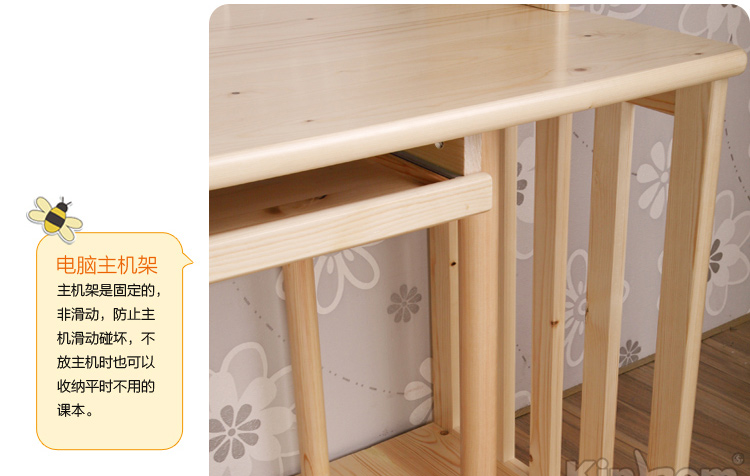 电脑主机架
主机架是固定的，
非滑动，防止主
机滑动碰坏，不
放主机时也可以
收纳平时不用的
课本。